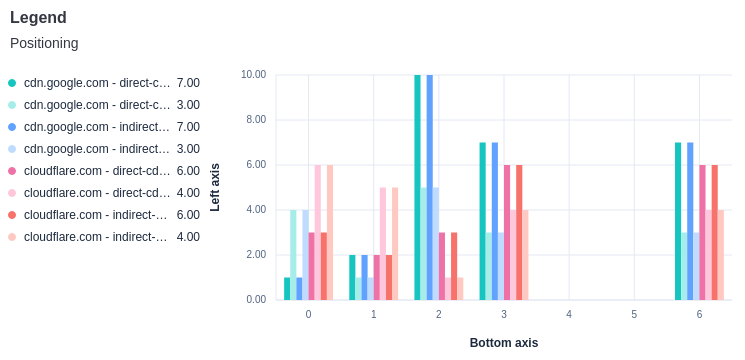 Legend
Positioning
cdn.google.com - direct-c… 7.00
cdn.google.com - direct-c… 3.00
cdn.google.com - indirect… 7.00
cdn.google.com - indirect… 3.00
cloudflare.com - direct-cd… 6.00
cloudflare.com - direct-cd… 4.00
cloudflare.com - indirect-… 6.00
cloudflare.com - indirect-… 4.00
Left axis
10.00
8.00
6.00
4.00
2.00
0.00
0 1 2 3 4 5 6
Bottom axis